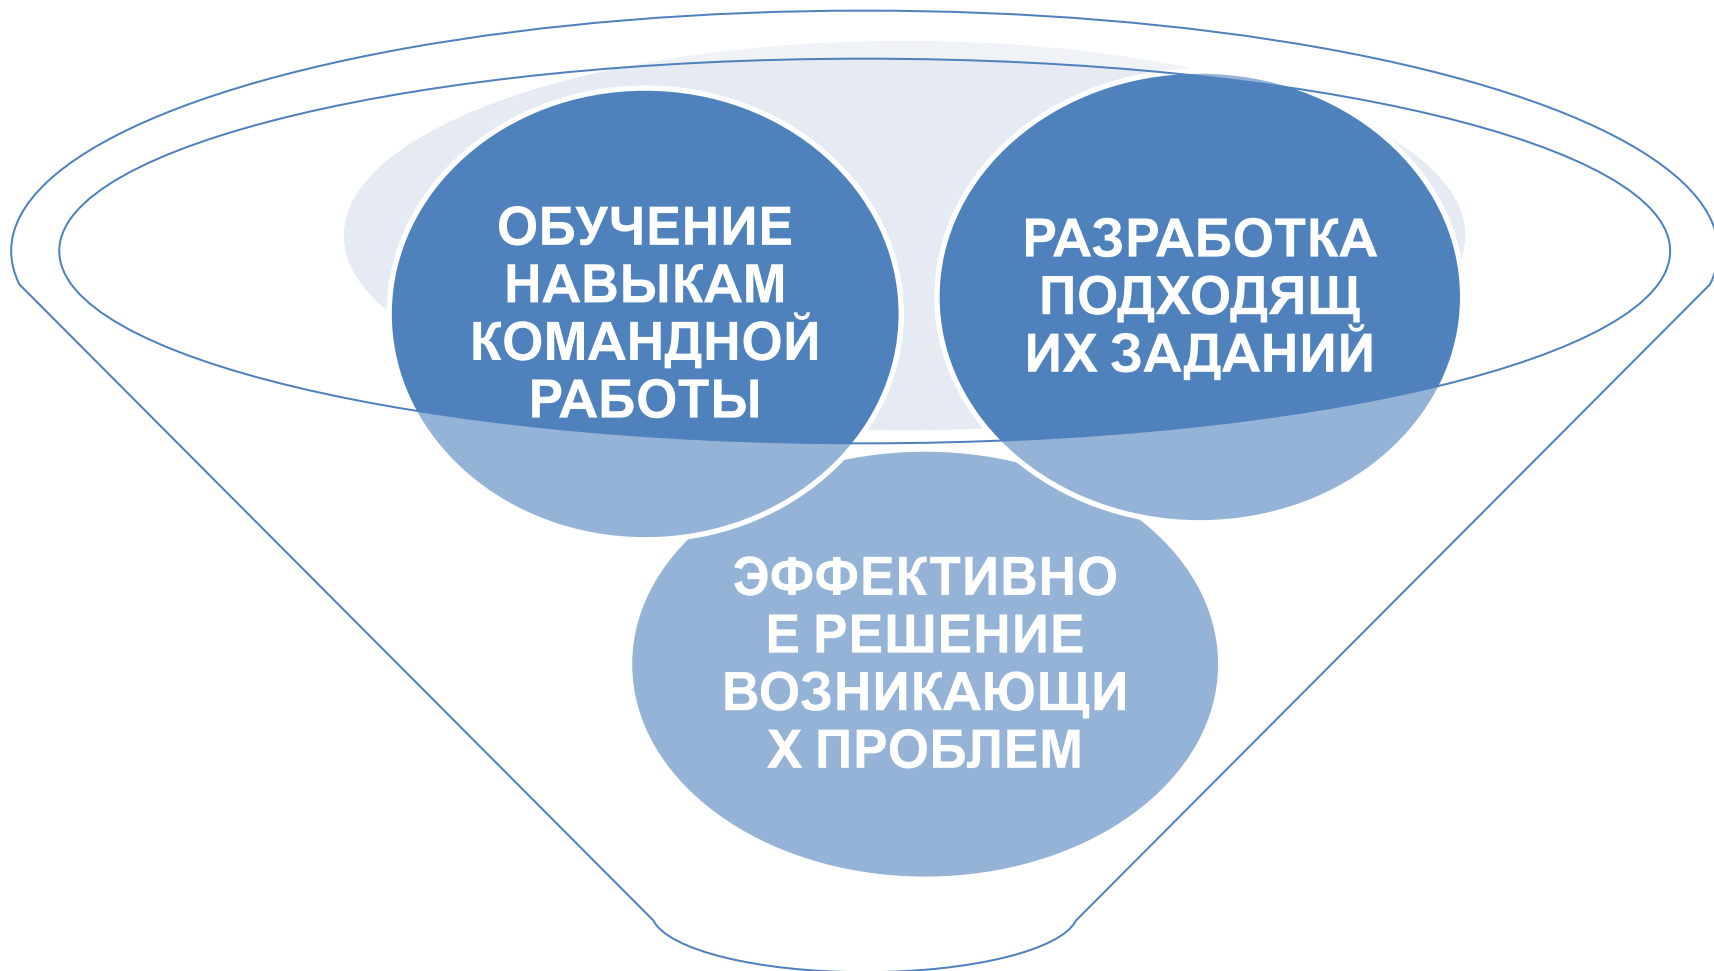 ОБУЧЕНИЕ
НАВЫКАМ
КОМАНДНОЙ
РАБОТЫ
РАЗРАБОТКА
ПОДХОДЯЩ
ИХ ЗАДАНИЙ
ЭФФЕКТИВНО
Е РЕШЕНИЕ
ВОЗНИКАЮЩИ
Х ПРОБЛЕМ